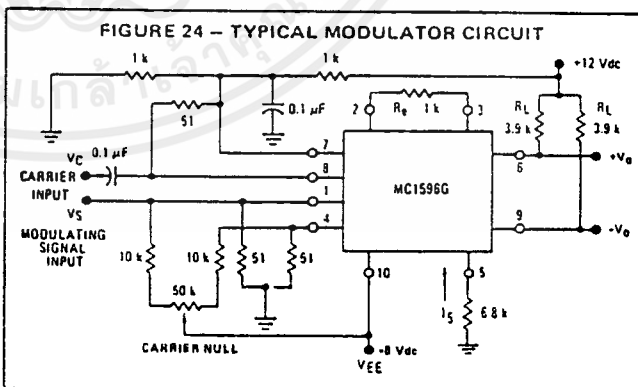 FIGURE 24 – TYPICAL MODULATOR CIRCUIT
1 k
1 k
+12 Vdc
51
0.1 µF
2
Re
1 k
3
RL
3.9 k
RL
3.9 k
VC
0.1 µF
CARRIER
INPUT
7
8
MC1596G
6
+Vo
VS
1
MODULATING
SIGNAL
INPUT
4
9
-Vo
10 k
10 k
51
51
10
5
50 k
I5
6.8 k
CARRIER NULL
-8 Vdc
VEE